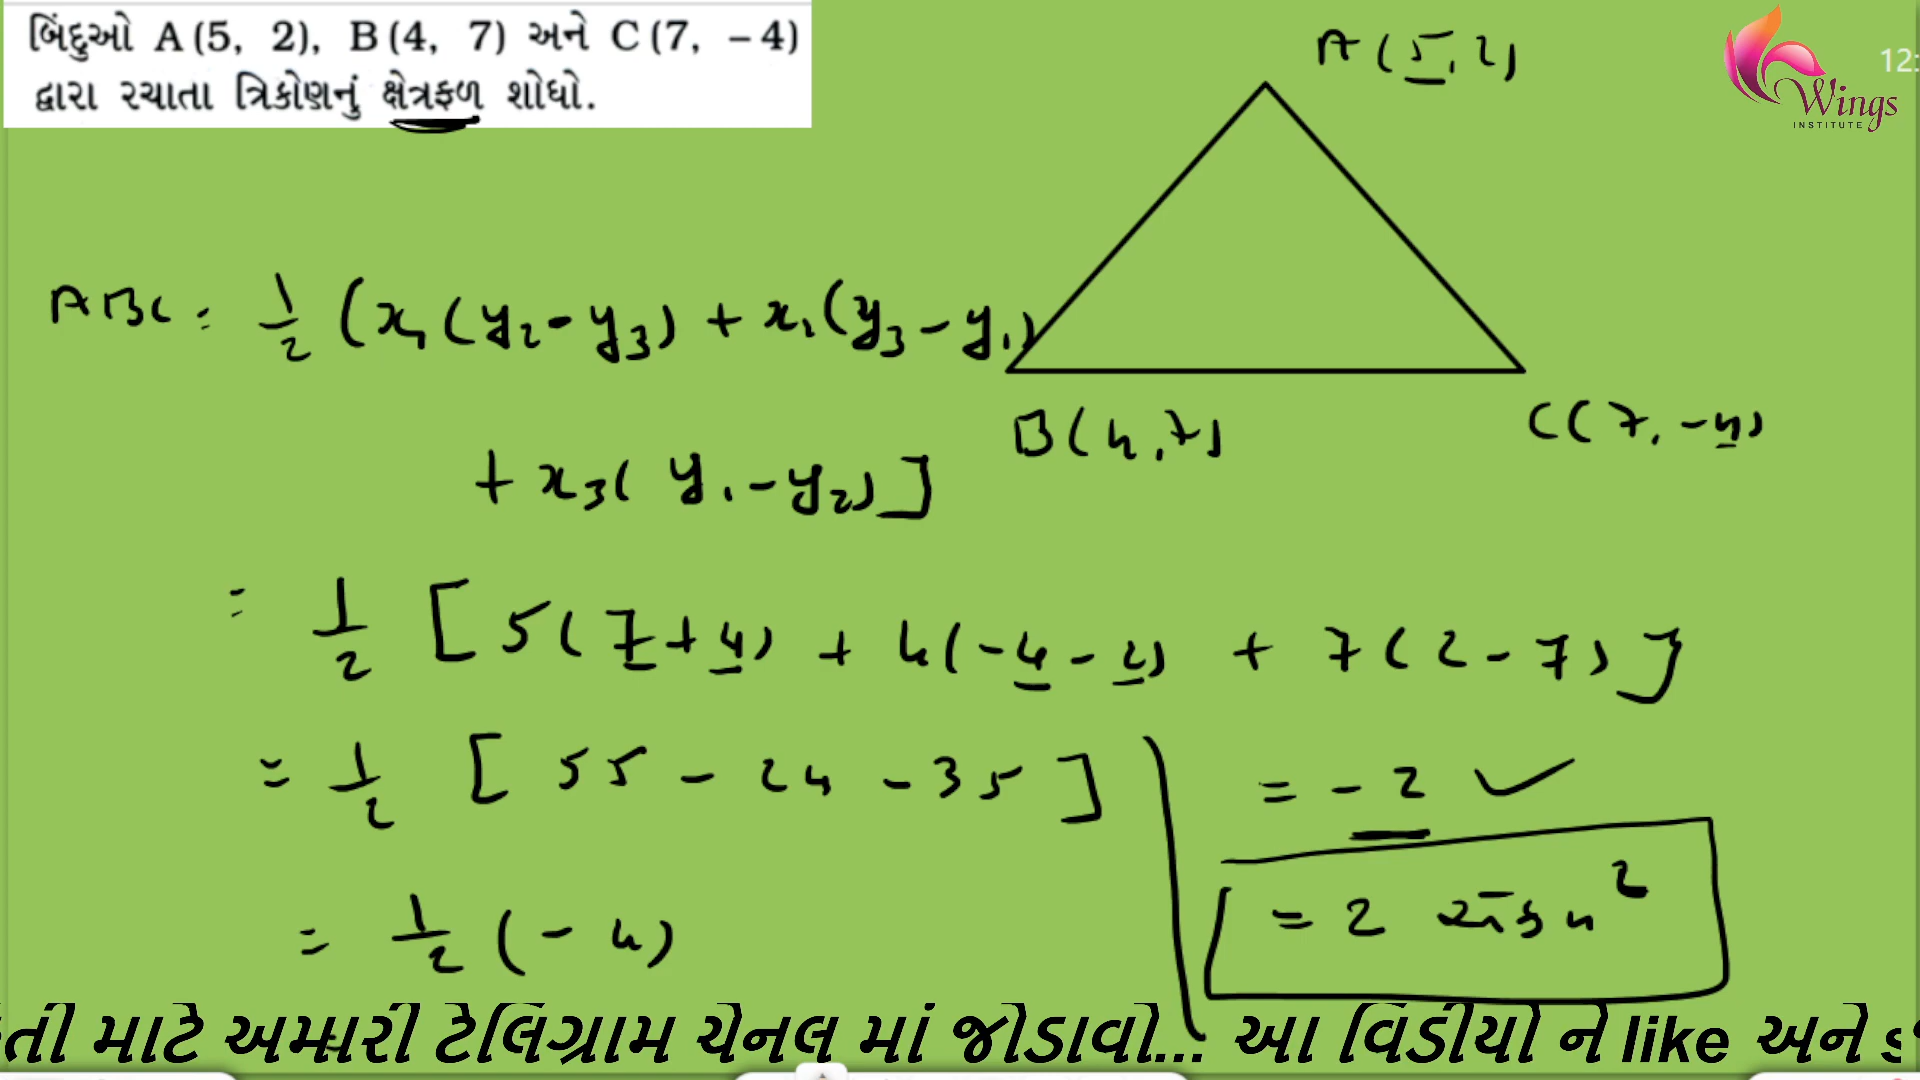 બિંદુઓ A (5, 2), B (4, 7) અને C (7, – 4)
દ્વારા રચાતા ત્રિકોણનું ક્ષેત્રફળ શોધો.
A (5, 2)
Wings
INSTITUTE
12:
ABC = 1/2 (x₁ (y₂ - y₃) + x₂ (y₃ - y₁)
B (4, 7)
C (7, -4)
+ x₃ ( y₁ - y₂) ]
= 1/2 [ 5 ( 7 + 4) + 4 (-4 - 2) + 7 ( 2 - 7) ]
= 1/2 [ 55 - 24 - 35 ]
= - 2 ✓
= 1/2 ( - 4)
= 2 એકમ²
તી માટે અમારી ટેલિગ્રામ ચેનલ માં જોડાવો... આ વિડીયો ને like અને s